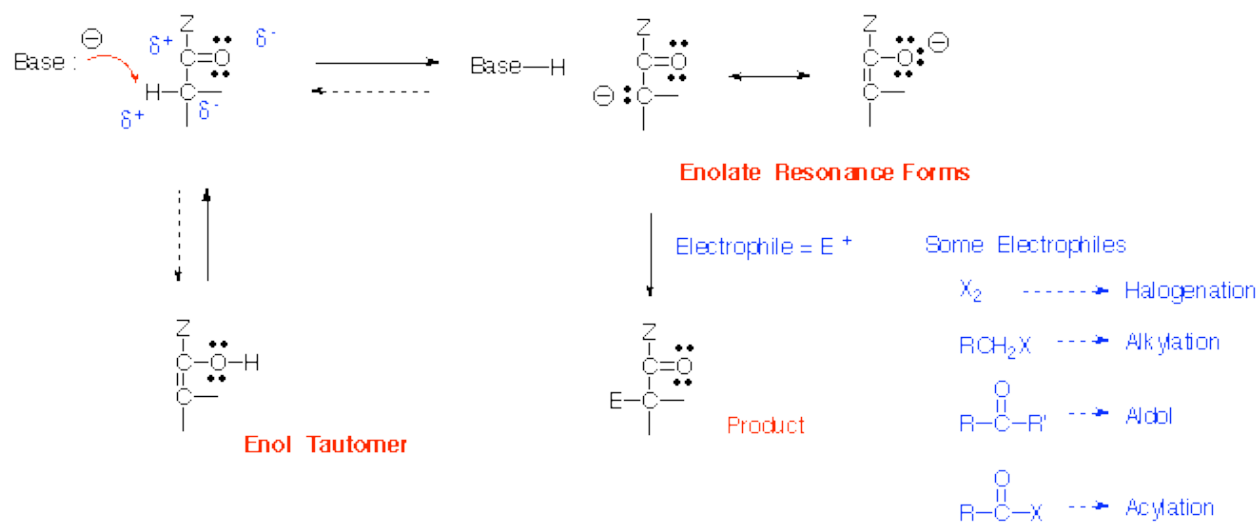 Base :
⊖
δ+
Z
C=O
δ-
H–C
δ+
δ-
Base—H
Z
C=O
⊖ : C
Z
C–O
⊖
C
Enolate Resonance Forms
Electrophile = E +
Some Electrophiles
X2 Halogenation
RCH2X Alkylation
O
R–C–R' Aldol
O
R–C–X Acylation
Z
C–O–H
C
Enol Tautomer
Z
C=O
E–C
Product